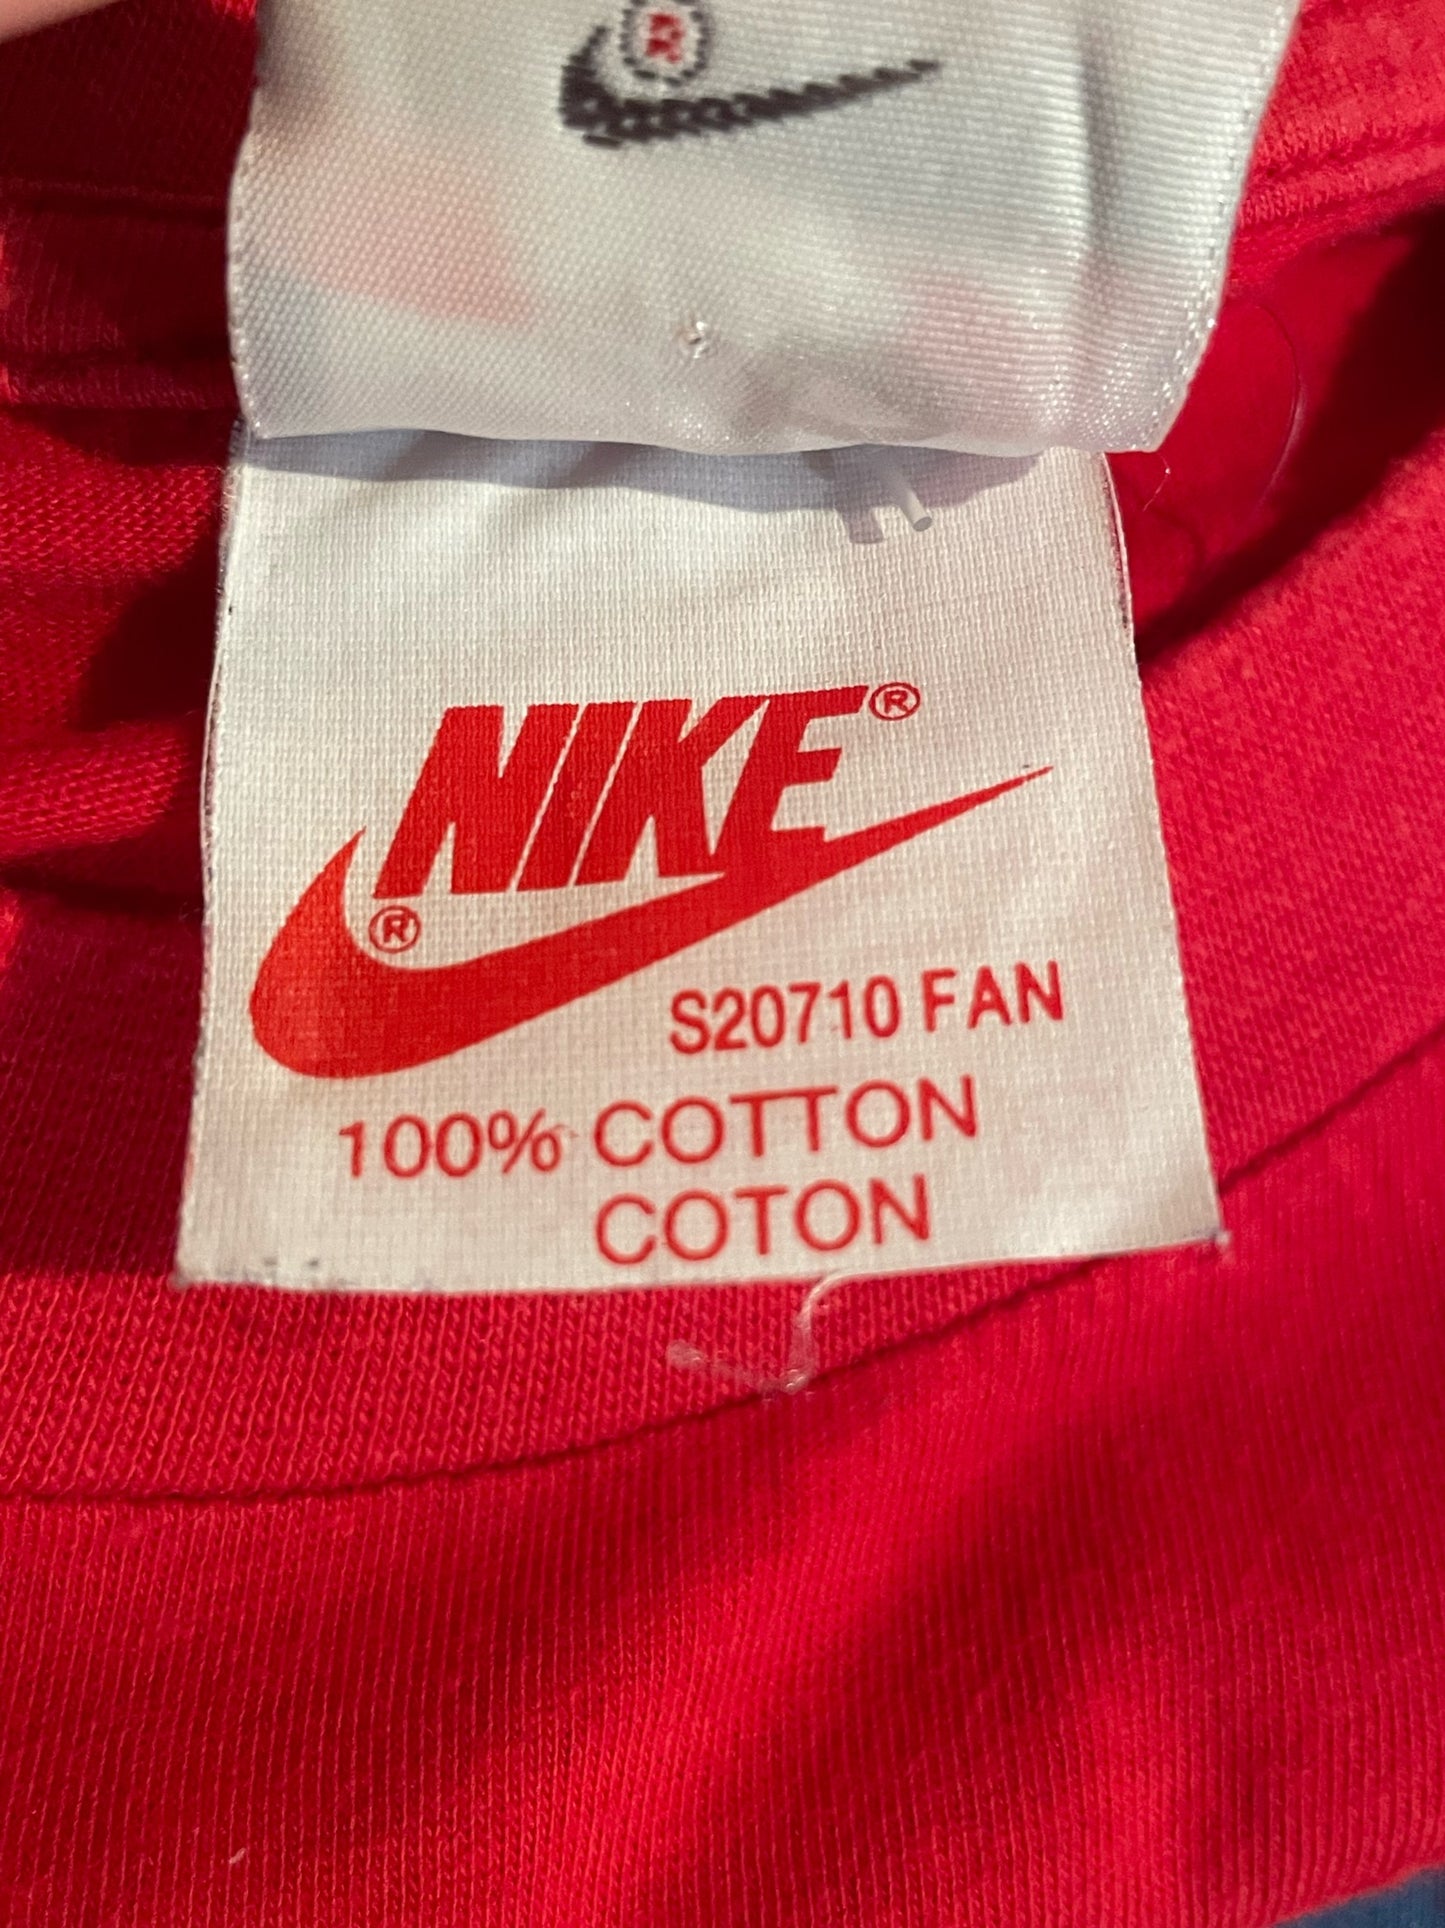 NIKE®
®
S20710 FAN
100% COTTON
COTON